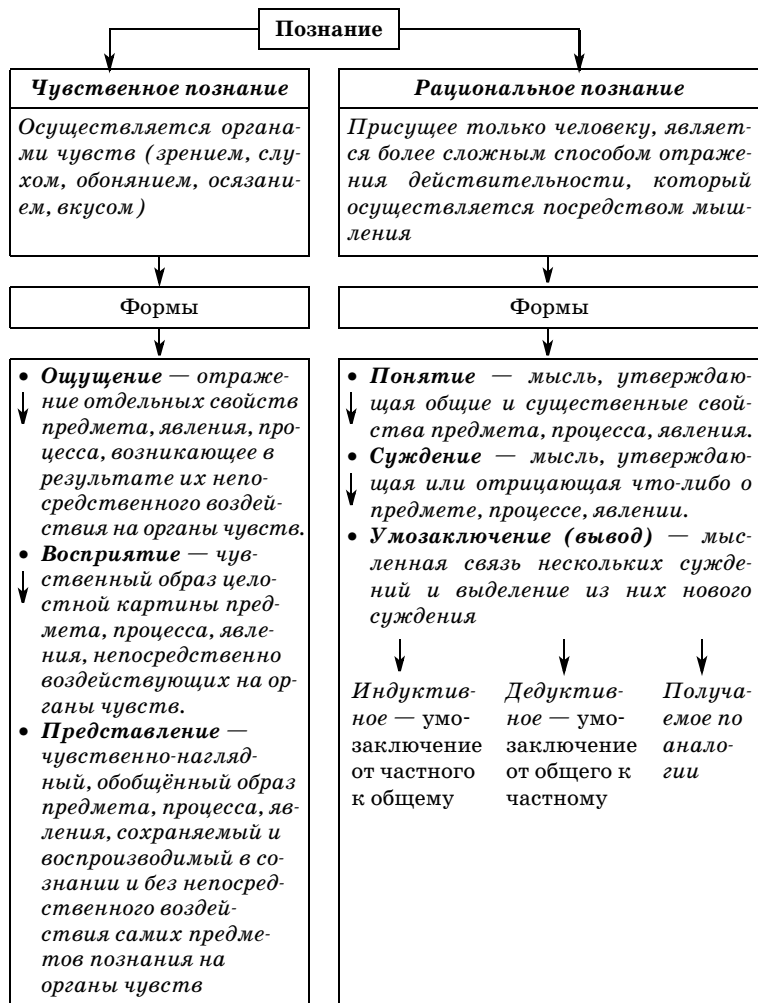 Познание
Чувственное познание
Осуществляется органа-
ми чувств (зрением, слу-
хом, обонянием, осязани-
ем, вкусом)
Рациональное познание
Присущее только человеку, являет-
ся более сложным способом отраже-
ния действительности, который
осуществляется посредством мыш-
ления
Формы
Формы
• Ощущение — отраже-
ние отдельных свойств
предмета, явления, про-
цесса, возникающее в
результате их непо-
средственного воздей-
ствия на органы чувств.
• Восприятие — чув-
ственный образ цело-
стной картины пред-
мета, процесса, явле-
ния, непосредственно
воздействующих на ор-
ганы чувств.
• Представление —
чувственно-нагляд-
ный, обобщённый образ
предмета, процесса, яв-
ления, сохраняемый и
воспроизводимый в со-
знании и без непосред-
ственного воздей-
ствия самих предме-
тов познания на
органы чувств
• Понятие — мысль, утверждаю-
щая общие и существенные свой-
ства предмета, процесса, явления.
• Суждение — мысль, утверждаю-
щая или отрицающая что-либо о
предмете, процессе, явлении.
• Умозаключение (вывод) — мыс-
ленная связь нескольких сужде-
ний и выделение из них нового
суждения
Индуктив-
ное — умо-
заключение
от частного
к общему
Дедуктив-
ное — умо-
заключение
от общего к
частному
Получа-
емое по
анало-
гии